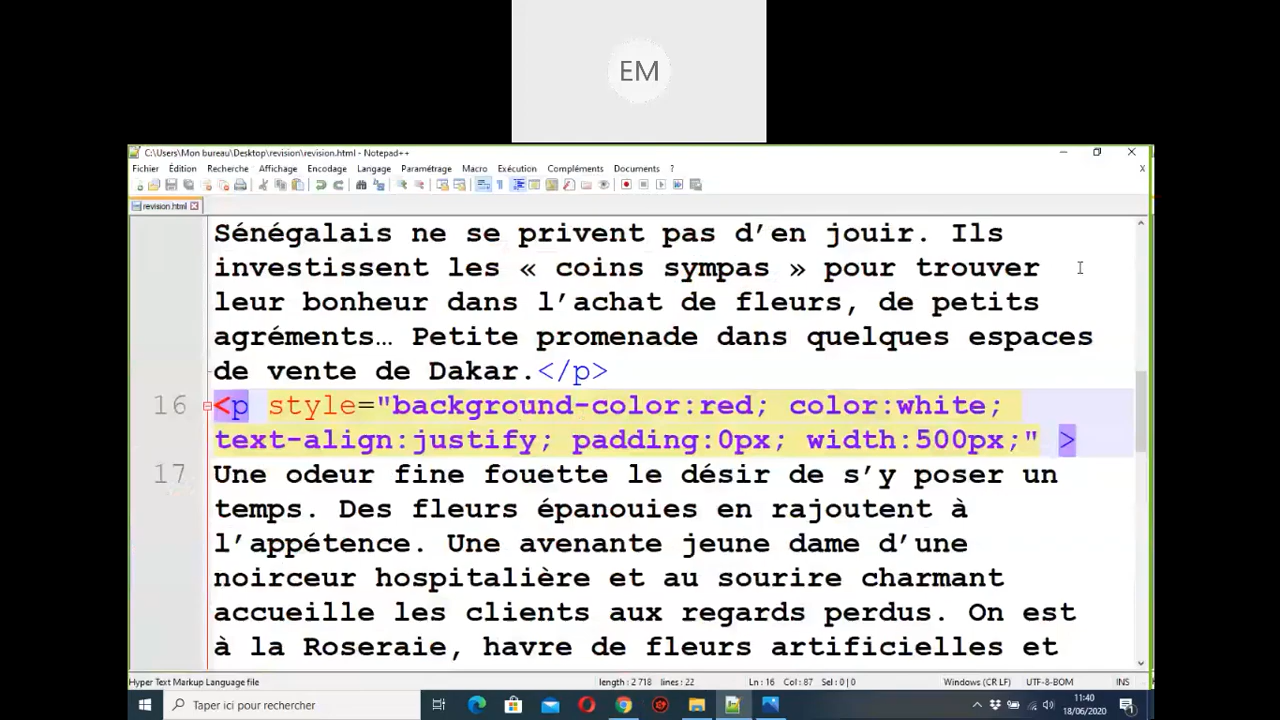 EM
C:\Users\Mon bureau\Desktop\revision\revision.html - Notepad++
Fichier Édition Recherche Affichage Encodage Langage Paramétrage Macro Exécution Compléments Documents ? X
revision.html
Sénégalais ne se privent pas d’en jouir. Ils
investissent les « coins sympas » pour trouver
leur bonheur dans l’achat de fleurs, de petits
agréments… Petite promenade dans quelques espaces
de vente de Dakar.</p>
16 <p style="background-color:red; color:white;
text-align:justify; padding:0px; width:500px;" >
17 Une odeur fine fouette le désir de s’y poser un
temps. Des fleurs épanouies en rajoutent à
l’appétence. Une avenante jeune dame d’une
noirceur hospitalière et au sourire charmant
accueille les clients aux regards perdus. On est
à la Roseraie, havre de fleurs artificielles et
Hyper Text Markup Language file length : 2 718 lines : 22 Ln : 16 Col : 87 Sel : 0 | 0 Windows (CR LF) UTF-8-BOM INS
Taper ici pour rechercher
11:40
18/06/2020